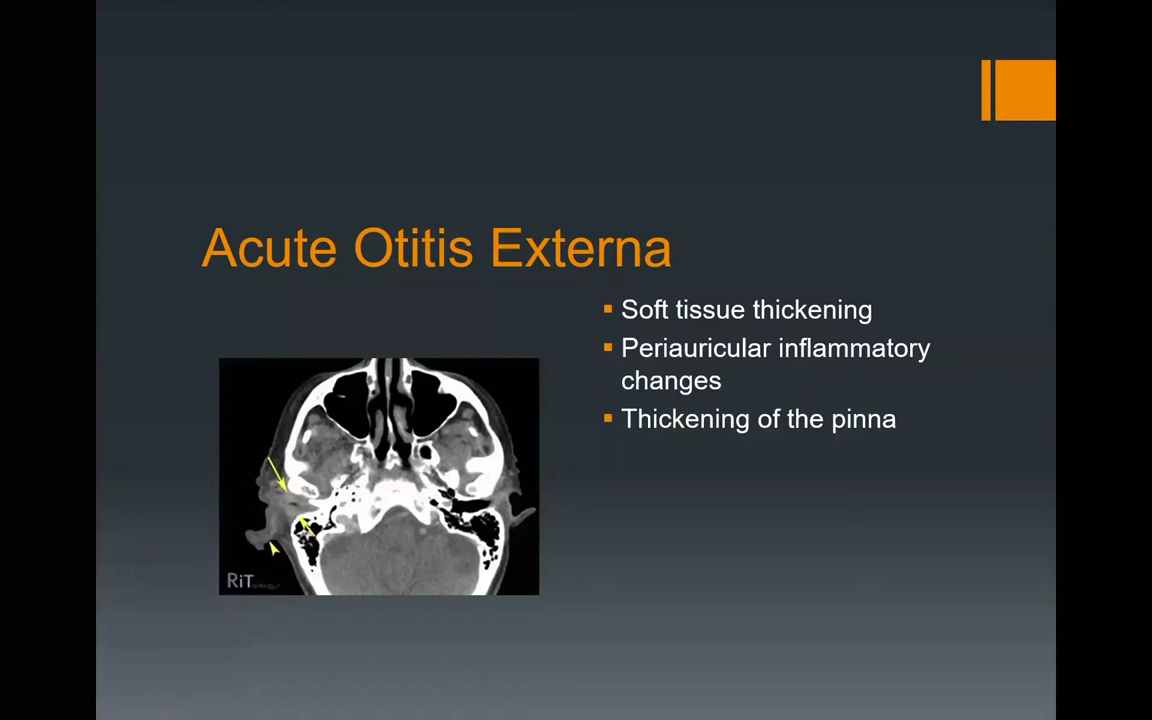 Acute Otitis Externa
▪ Soft tissue thickening
▪ Periauricular inflammatory
changes
▪ Thickening of the pinna
RiT